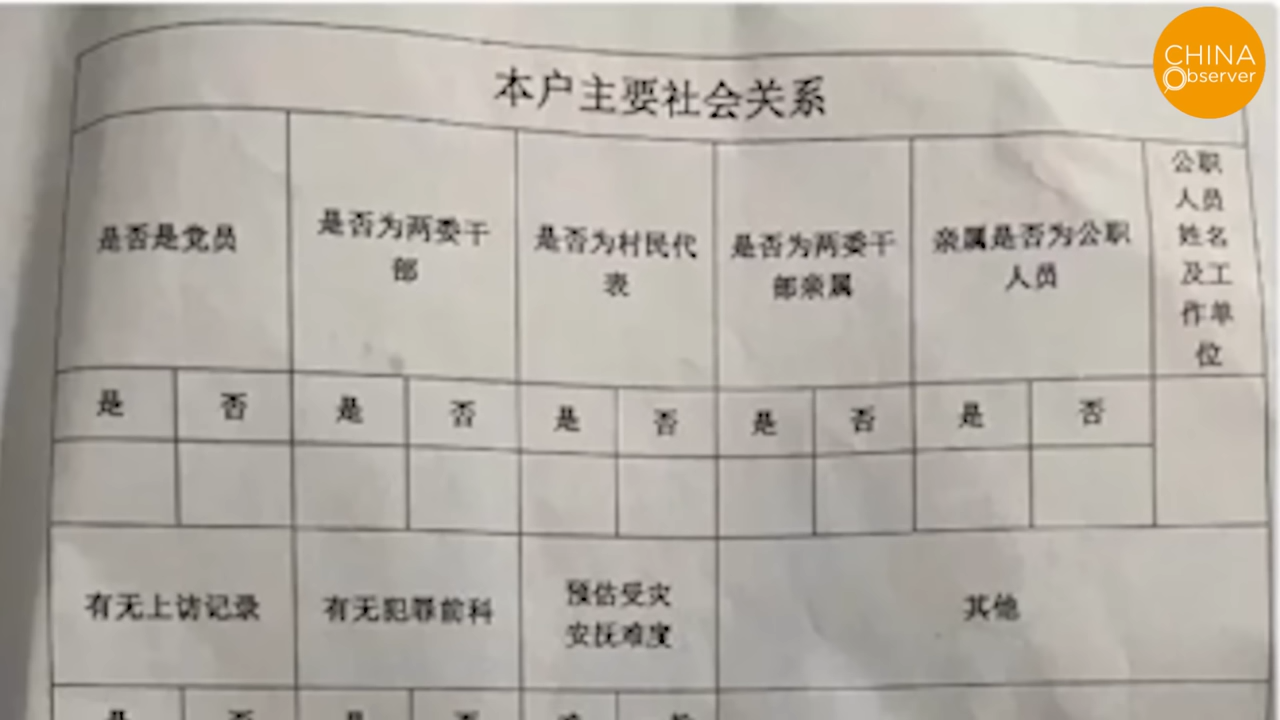 CHINA
Observer
本户主要社会关系
是否是党员
是否为两委干
部
是否为村民代
表
是否为两委干
部亲属
亲属是否为公职
人员
公职
人员
姓名
及工
作单
位
是 否 是 否 是 否 是 否 是 否
有无上访记录
有无犯罪前科
预估受灾
安抚难度
其他